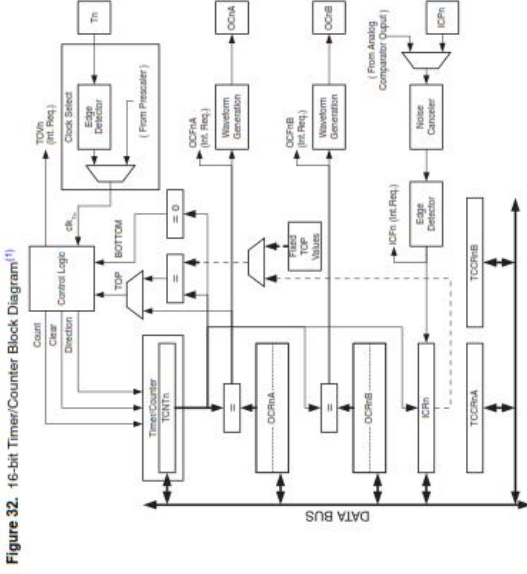 Figure 32. 16-bit Timer/Counter Block Diagram(1)
Count
Clear
Direction
Control Logic
TOVn
(Int. Req.)
clkTn
Clock Select
Edge
Detector
Tn
( From Prescaler )
TOP
BOTTOM
Timer/Counter
TCNTn
=
= 0
OCFnA
(Int. Req.)
=
Waveform
Generation
OCnA
OCRnA
Fixed
TOP
Values
OCFnB
(Int. Req.)
=
Waveform
Generation
OCnB
OCRnB
( From Analog
Comparator Ouput )
ICFn (Int.Req.)
ICRn
Edge
Detector
Noise
Canceler
ICPn
TCCRnA
TCCRnB
DATA BUS